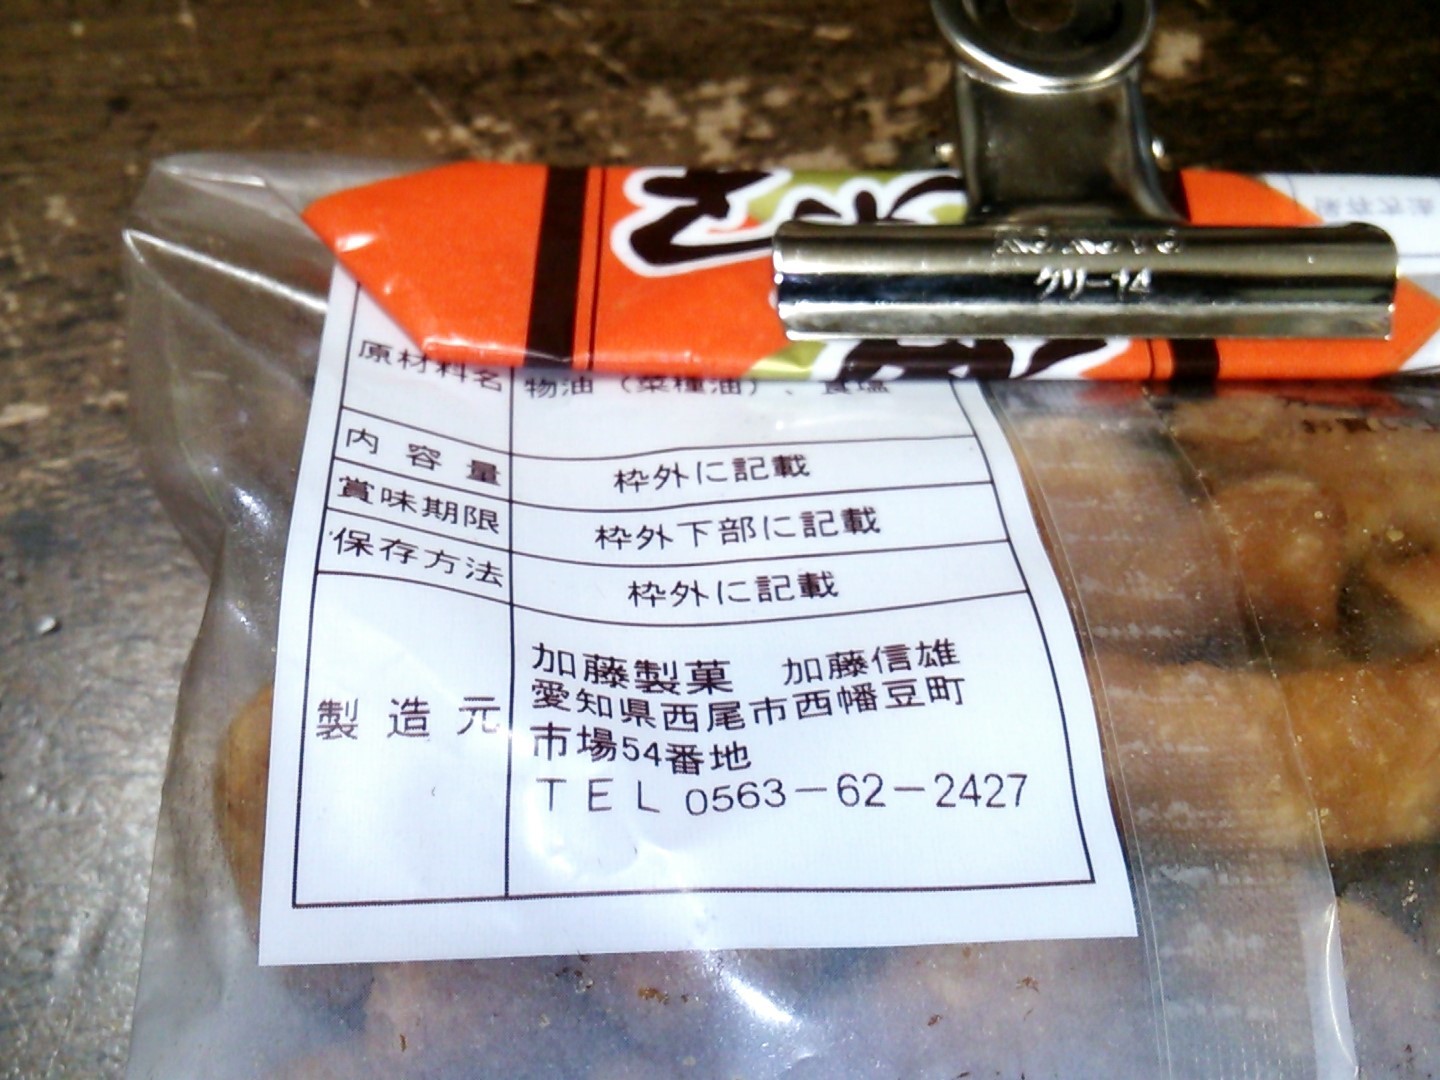 KOKUYO
クリー14
原材料名 物油（菜種油）、食塩
内容量 枠外に記載
賞味期限 枠外下部に記載
保存方法 枠外に記載
製造元 加藤製菓 加藤信雄
愛知県西尾市西幡豆町
市場54番地
TEL 0563-62-2427